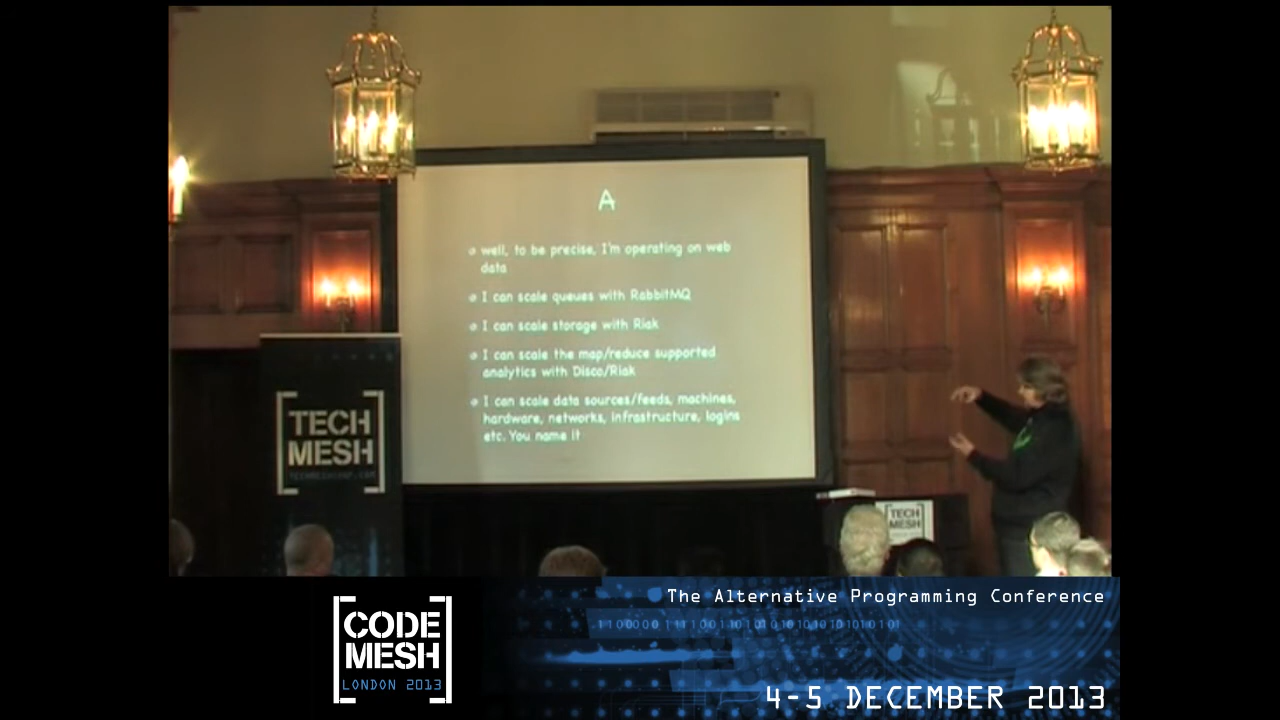 A
well, to be precise, I'm operating on web
data
I can scale queues with RabbitMQ
I can scale storage with Riak
I can scale the map/reduce supported
analytics with Disco/Riak
I can scale data sources/feeds, machines,
hardware, networks, infrastructure, logins
etc. You name it
TECH
MESH
TECH
MESH
The Alternative Programming Conference
CODE
MESH
LONDON 2013
4-5 DECEMBER 2013